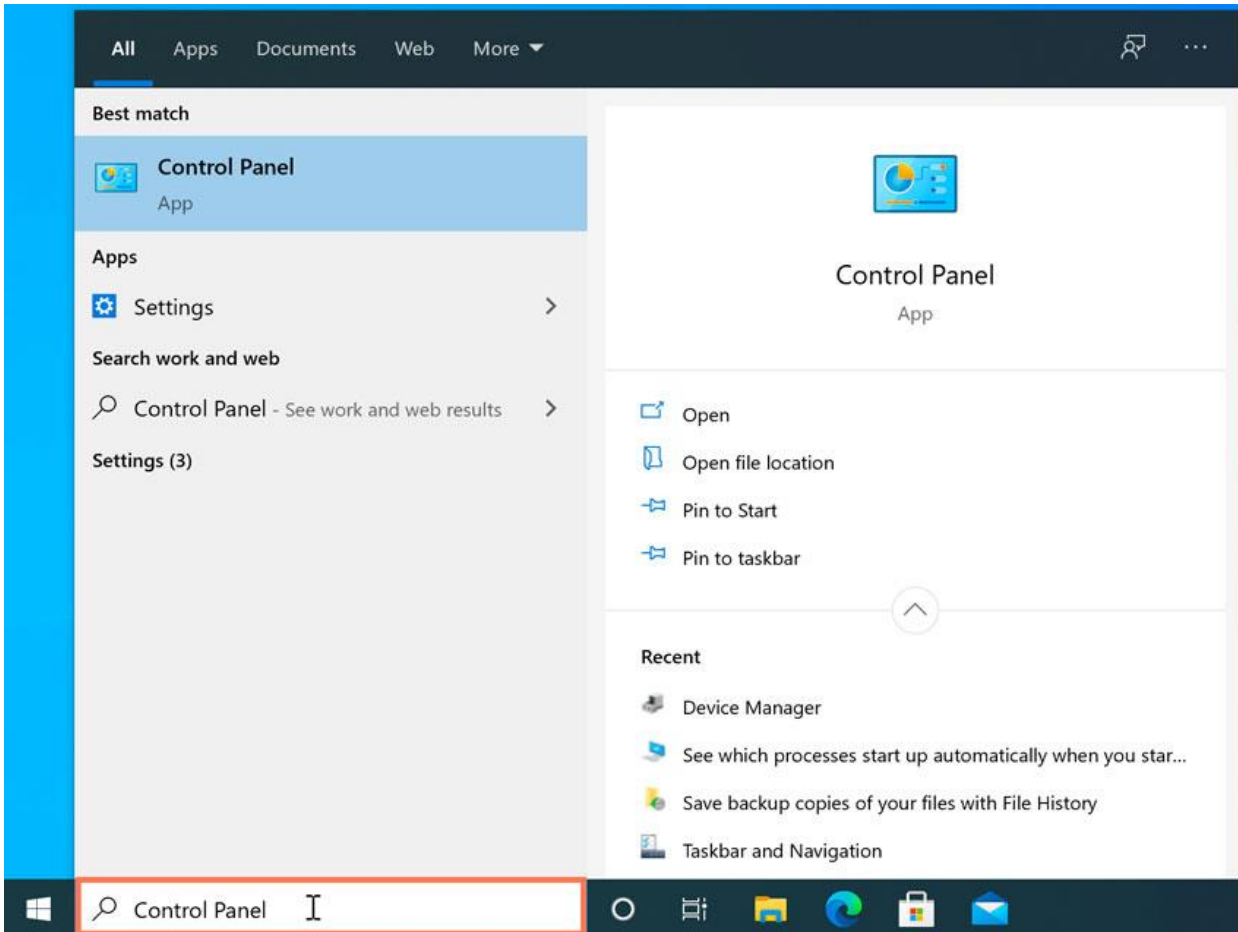 All Apps Documents Web More
Best match
Control Panel
App
Apps
Settings
Search work and web
Control Panel - See work and web results
Settings (3)
Control Panel
App
Open
Open file location
Pin to Start
Pin to taskbar
Recent
Device Manager
See which processes start up automatically when you star...
Save backup copies of your files with File History
Taskbar and Navigation
Control Panel